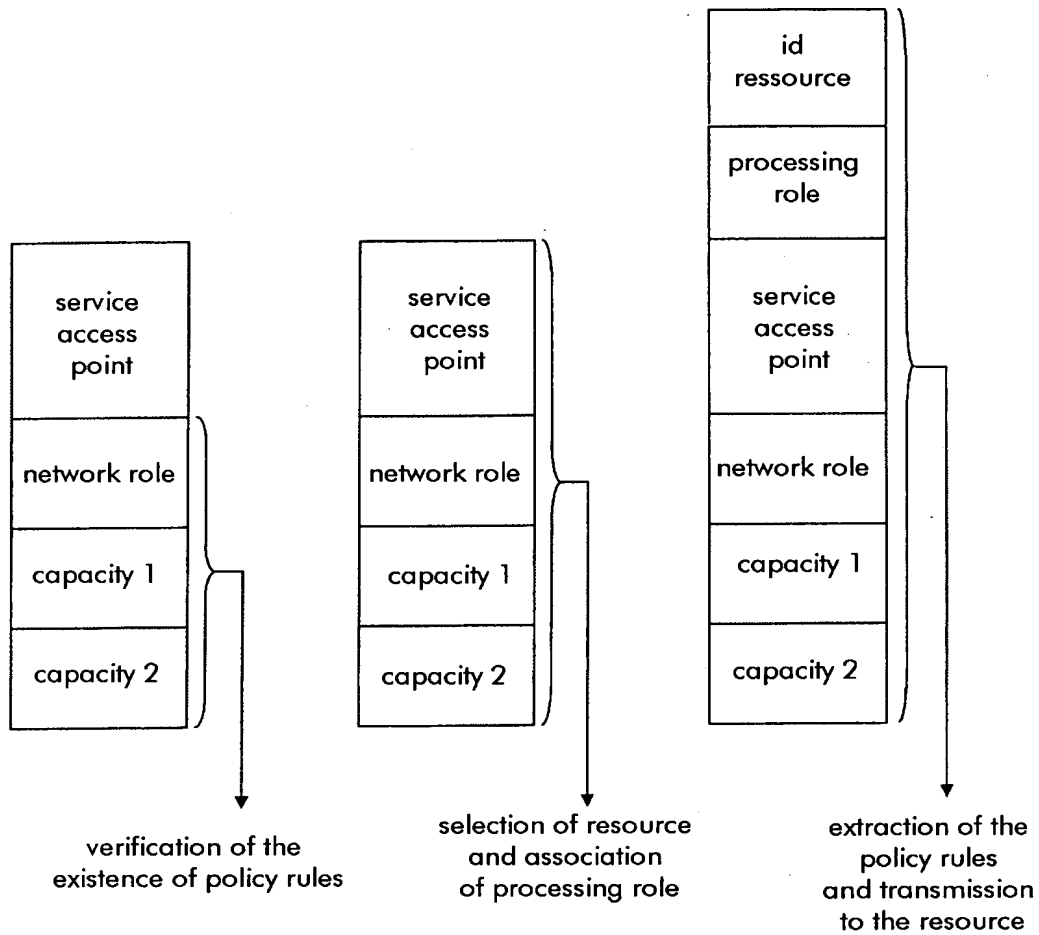 service
access
point
network role
capacity 1
capacity 2
verification of the
existence of policy rules
service
access
point
network role
capacity 1
capacity 2
selection of resource
and association
of processing role
id
ressource
processing
role
service
access
point
network role
capacity 1
capacity 2
extraction of the
policy rules
and transmission
to the resource